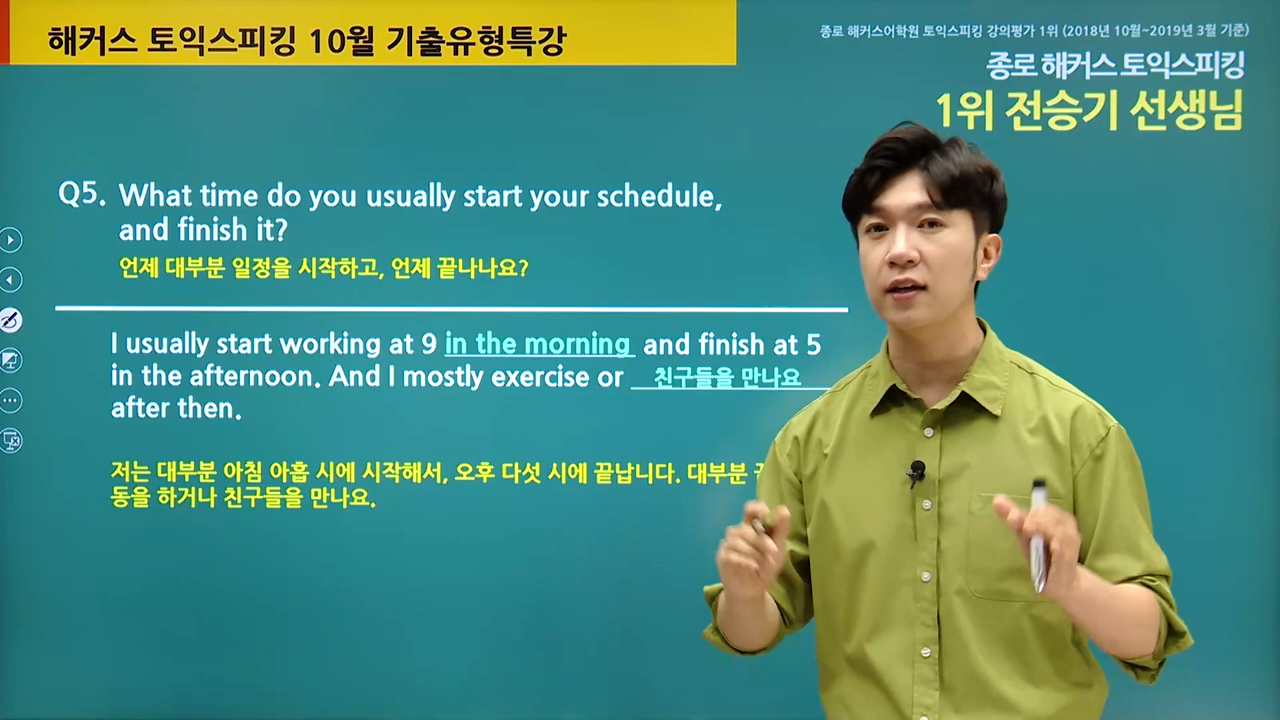 해커스 토익스피킹 10월 기출유형특강
종로 해커스어학원 토익스피킹 강의평가 1위 (2018년 10월~2019년 3월 기준)
종로 해커스 토익스피킹
1위 전승기 선생님
Q5. What time do you usually start your schedule,
and finish it?
언제 대부분 일정을 시작하고, 언제 끝나나요?
I usually start working at 9 in the morning and finish at 5
in the afternoon. And I mostly exercise or 친구들을 만나요
after then.
저는 대부분 아침 아홉 시에 시작해서, 오후 다섯 시에 끝납니다. 대부분
동을 하거나 친구들을 만나요.